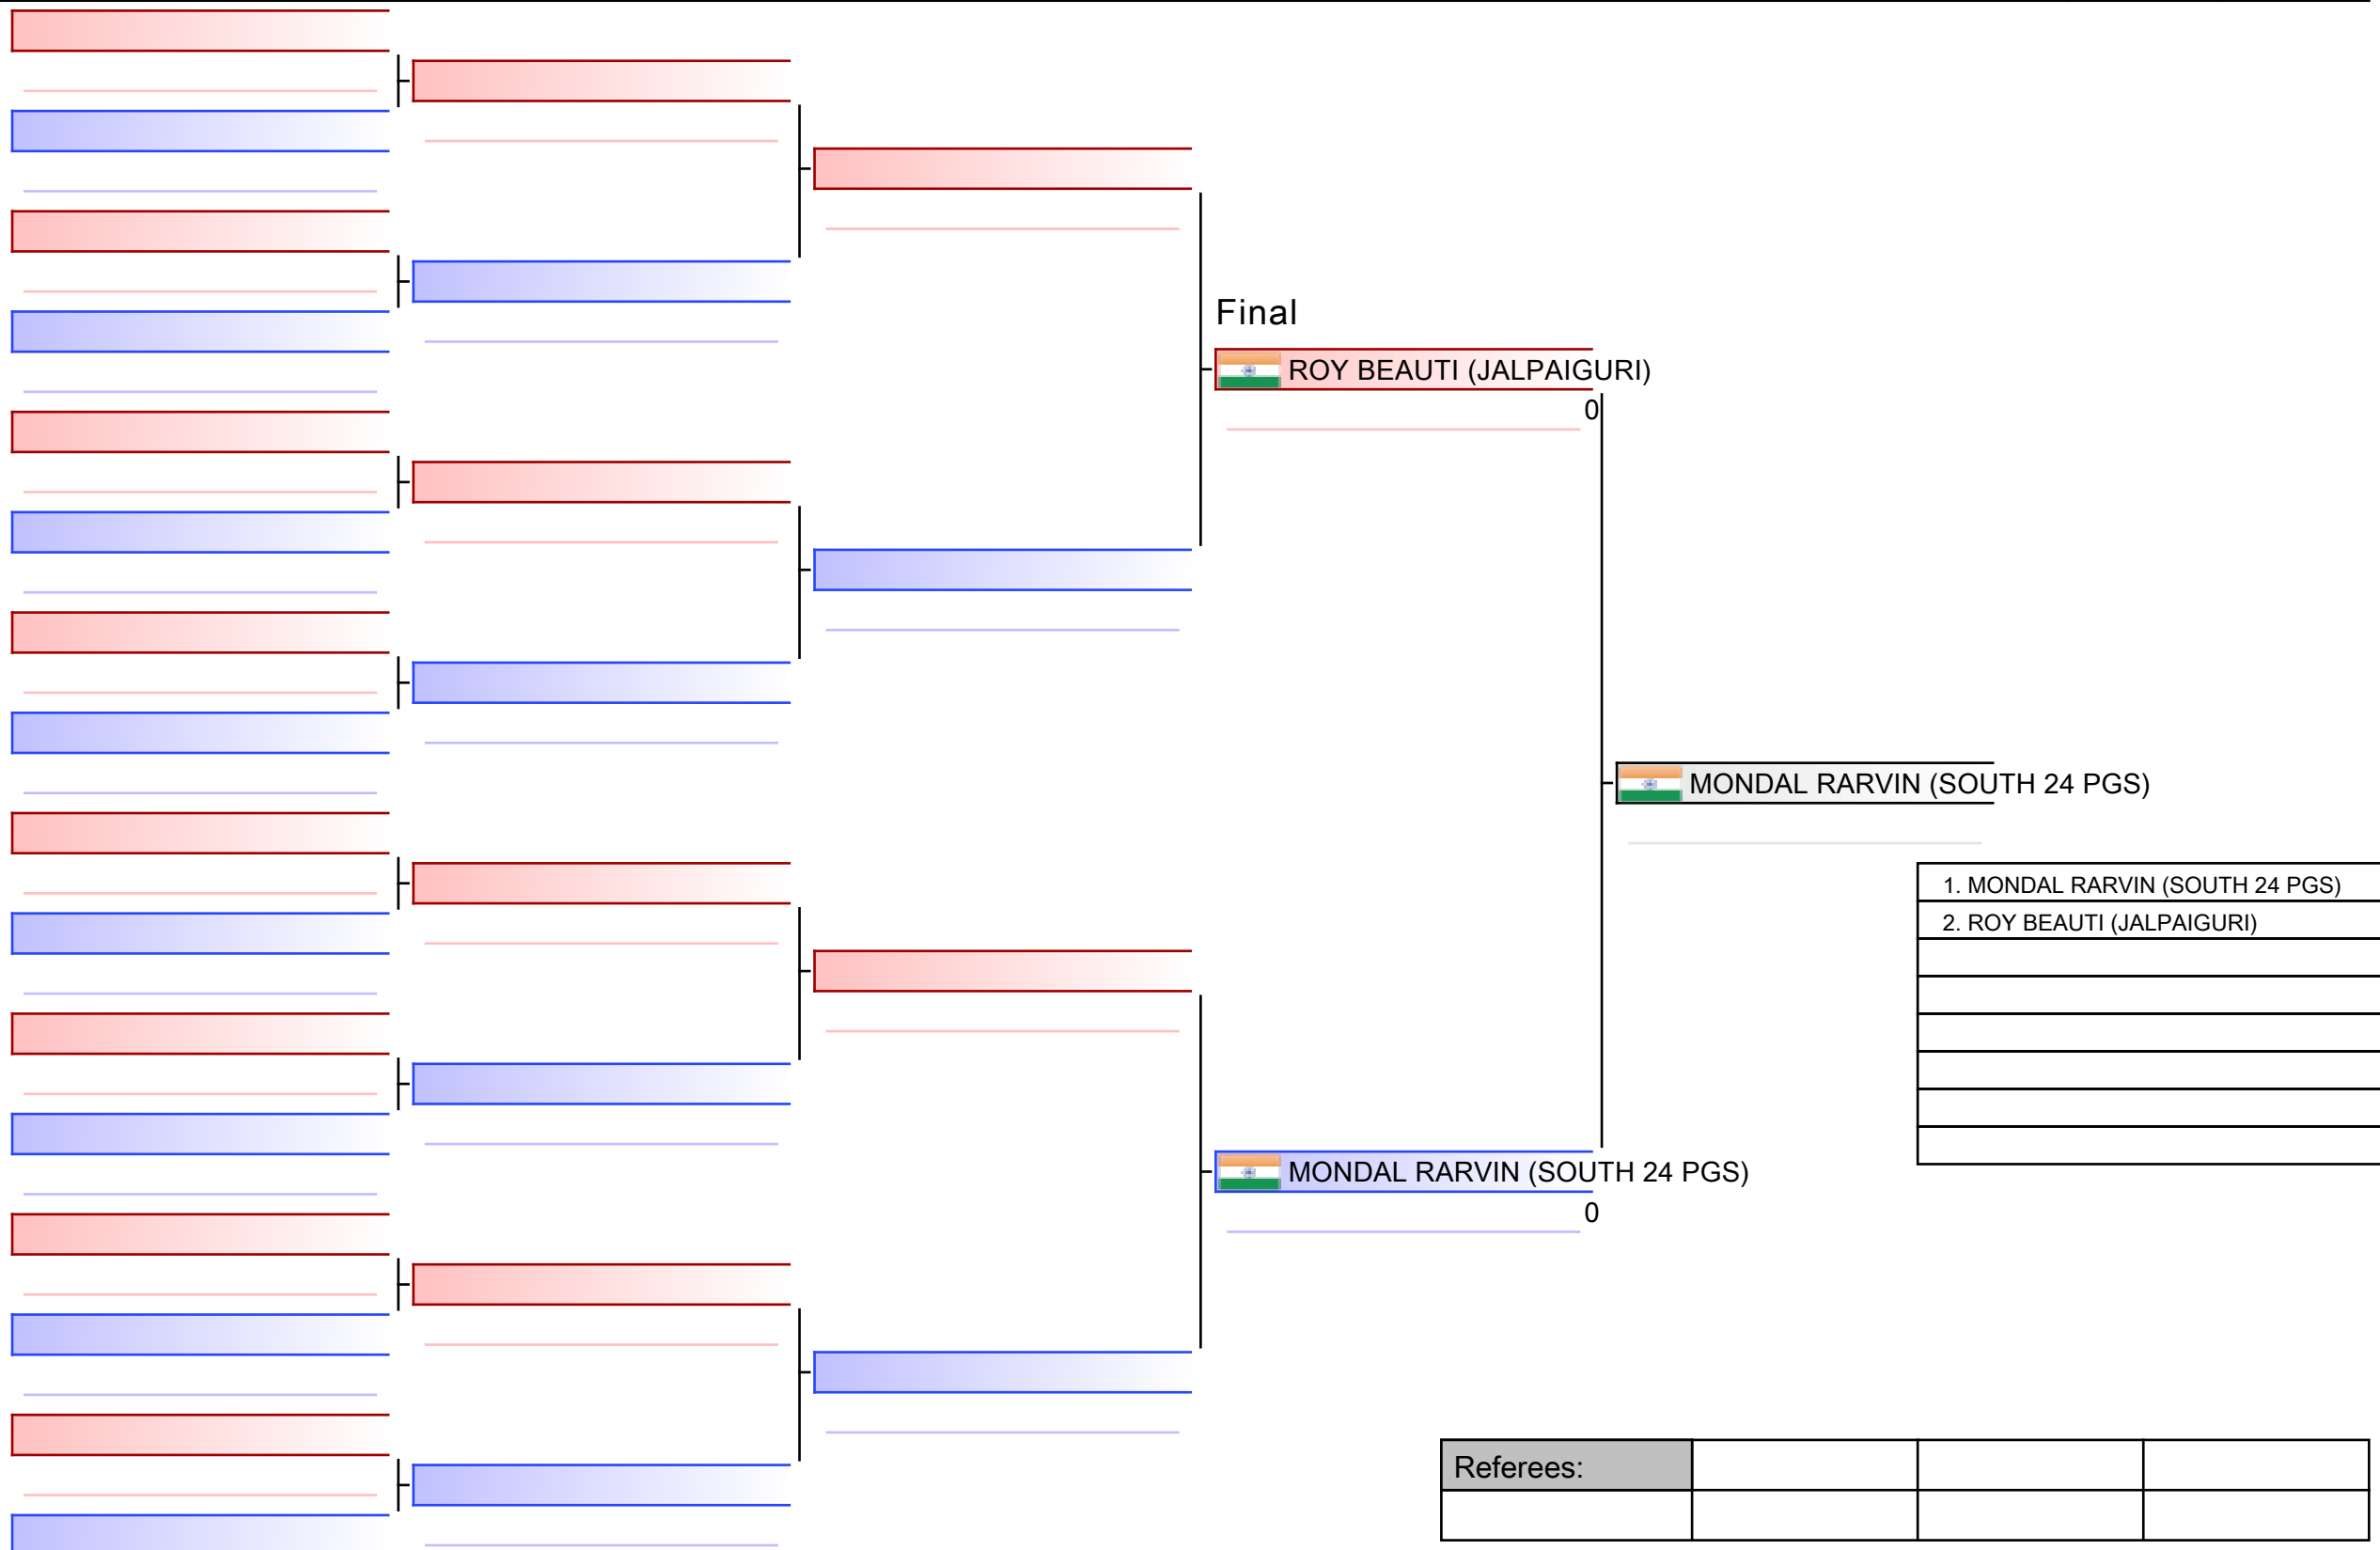 Final
ROY BEAUTI (JALPAIGURI)
0
MONDAL RARVIN (SOUTH 24 PGS)
1. MONDAL RARVIN (SOUTH 24 PGS)
2. ROY BEAUTI (JALPAIGURI)
MONDAL RARVIN (SOUTH 24 PGS)
0
Referees: